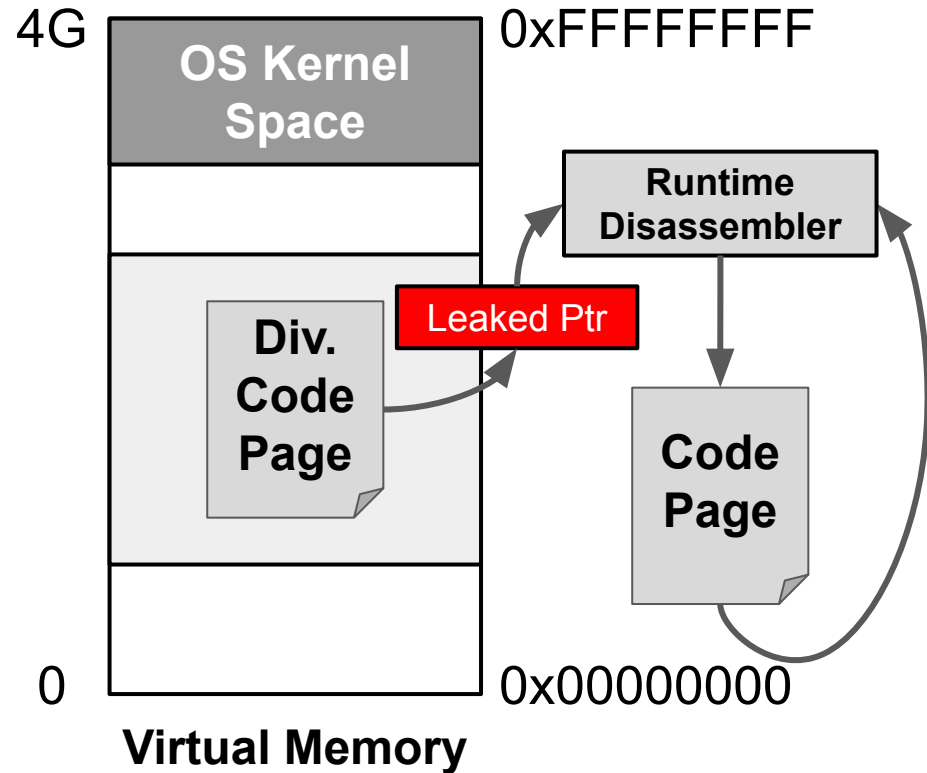 4G
0xFFFFFFFF
OS Kernel
Space
Runtime
Disassembler
Leaked Ptr
Div.
Code
Page
Code
Page
0
0x00000000
Virtual Memory